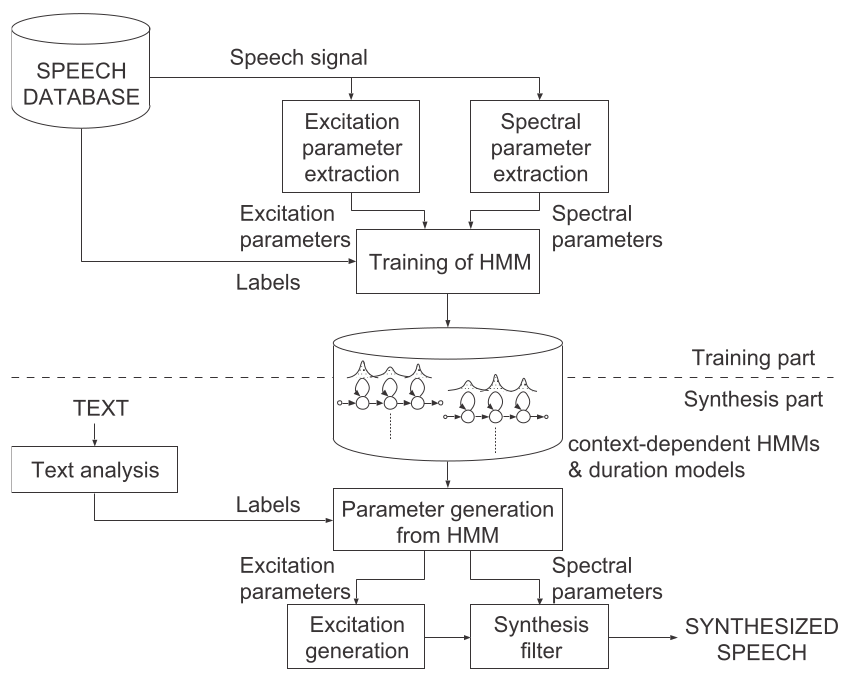 Speech signal
SPEECH
DATABASE
Excitation
parameter
extraction
Spectral
parameter
extraction
Excitation
parameters
Spectral
parameters
Training of HMM
Labels
Training part
Synthesis part
TEXT
context-dependent HMMs
& duration models
Text analysis
Labels
Parameter generation
from HMM
Excitation
parameters
Spectral
parameters
Excitation
generation
Synthesis
filter
SYNTHESIZED
SPEECH